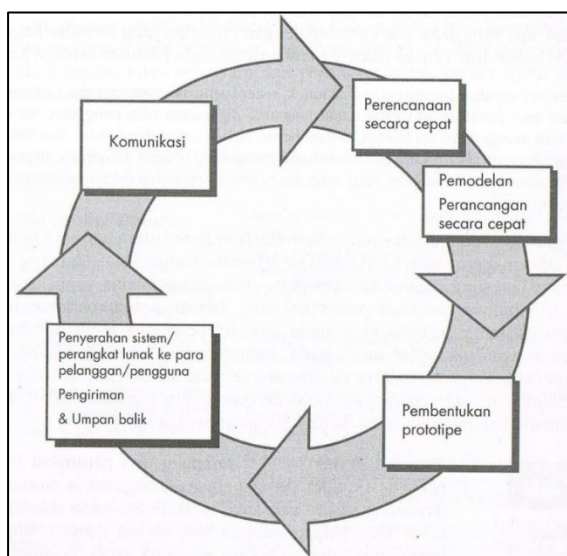 Komunikasi
Perencanaan
secara cepat
Pemodelan
Perancangan
secara cepat
Pembentukan
prototipe
Penyerahan sistem/
perangkat lunak ke para
pelanggan/pengguna
Pengiriman
& Umpan balik